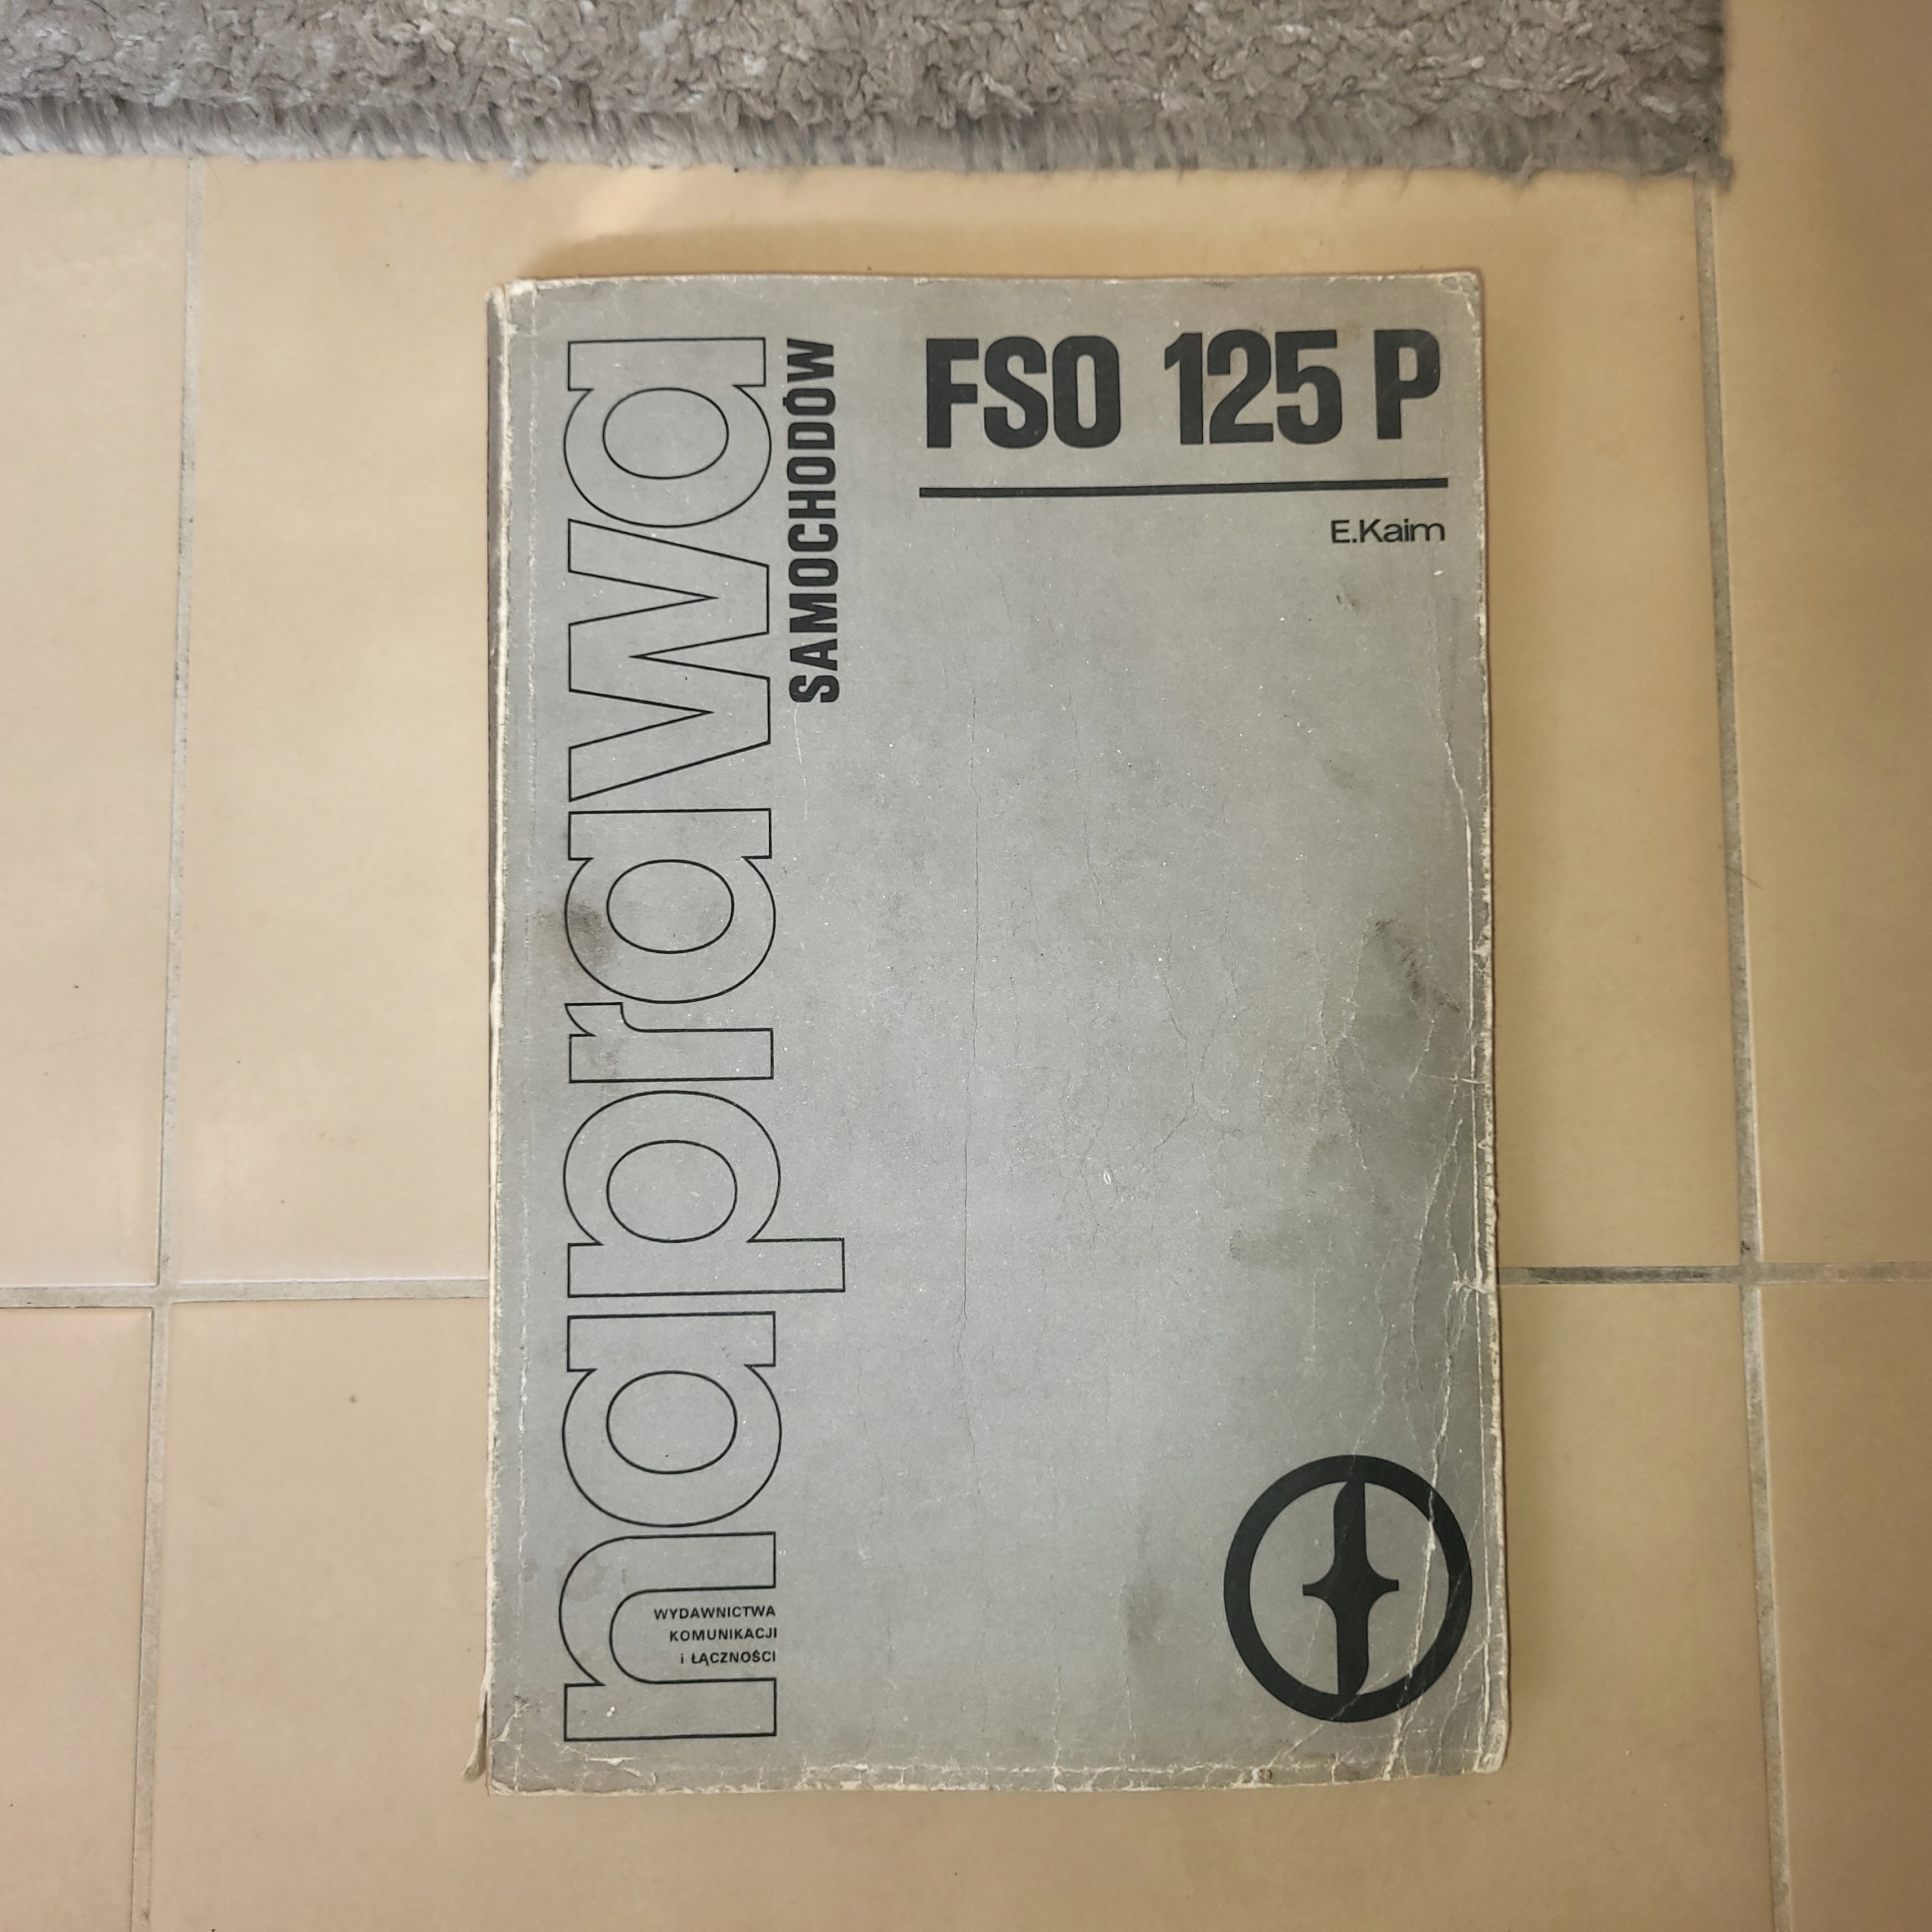 naprawa
SAMOCHODÓW
FSO 125 P
E.Kaim
WYDAWNICTWA
KOMUNIKACJI
i ŁĄCZNOŚCI